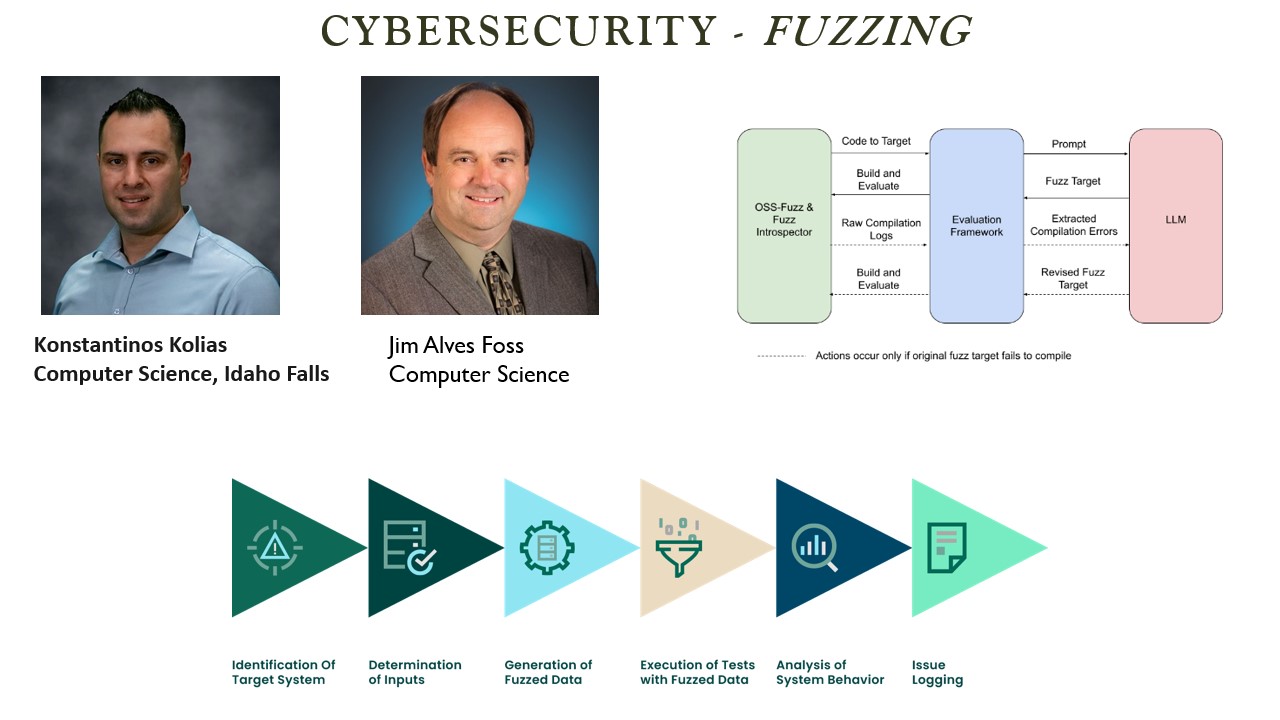 CYBERSECURITY - FUZZING
Konstantinos Kolias
Computer Science, Idaho Falls
Jim Alves Foss
Computer Science
OSS-Fuzz &
Fuzz
Introspector
Code to Target
Build and
Evaluate
Raw Compilation
Logs
Build and
Evaluate
Evaluation
Framework
Prompt
Fuzz Target
Extracted
Compilation Errors
Revised Fuzz
Target
LLM
Actions occur only if original fuzz target fails to compile
Identification Of
Target System
Determination
of Inputs
Generation of
Fuzzed Data
Execution of Tests
with Fuzzed Data
Analysis of
System Behavior
Issue
Logging